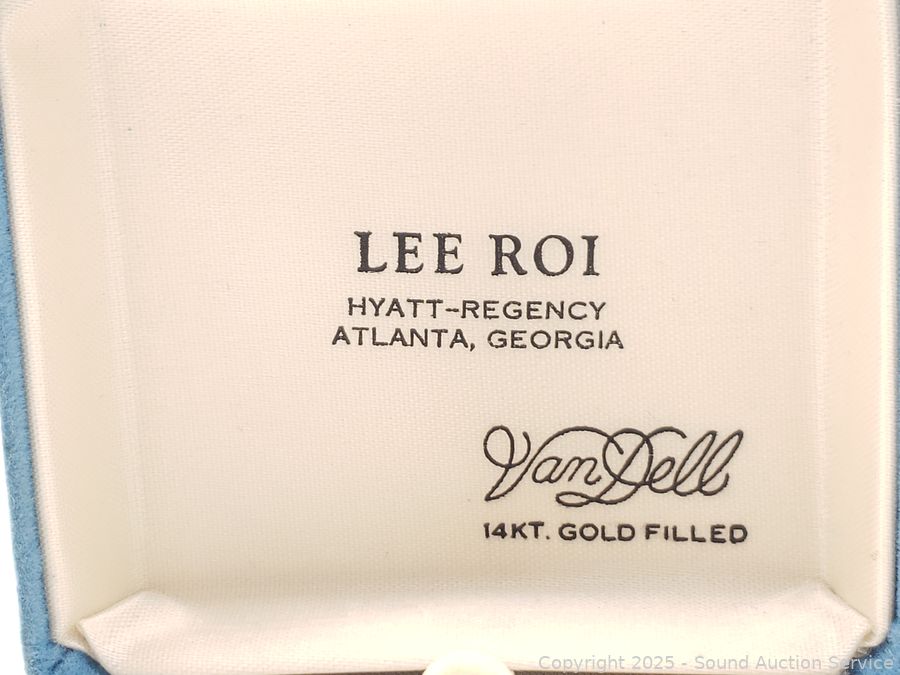 LEE ROI
HYATT-REGENCY
ATLANTA, GEORGIA
Van Dell
14KT. GOLD FILLED
Copyright 2025 - Sound Auction Service